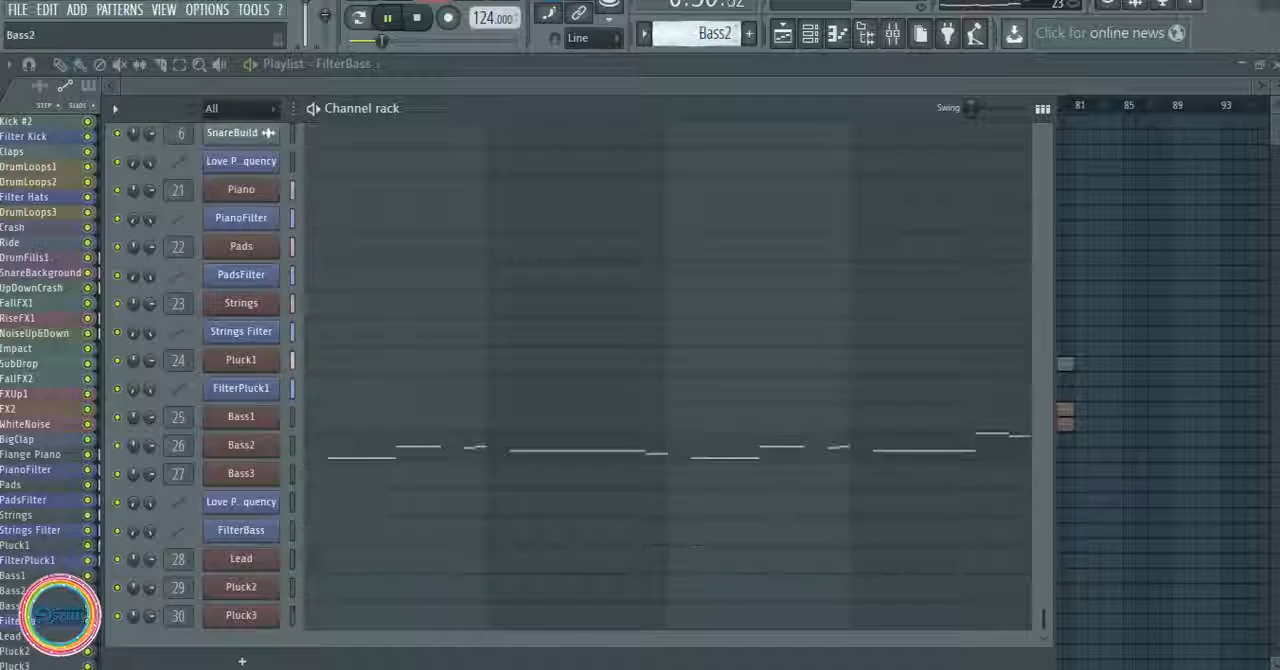 FILE EDIT ADD PATTERNS VIEW OPTIONS TOOLS ?
124.000
23
Bass2
Line
Bass2
Click for online news
Playlist - FilterBass
STEP SLIDE
All
Channel rack
Swing
81 85 89 93
Kick #2
Filter Kick
Claps
DrumLoops1
DrumLoops2
Filter Hats
DrumLoops3
Crash
Ride
DrumFills1
SnareBackground
UpDownCrash
FallFX1
RiseFX1
NoiseUp&Down
Impact
SubDrop
FallFX2
FXUp1
FX2
WhiteNoise
BigClap
Flange Piano
PianoFilter
Pads
PadsFilter
Strings
Strings Filter
Pluck1
FilterPluck1
Bass1
Bass2
Lead
Pluck2
Pluck3
6 SnareBuild
Love P...quency
21 Piano
PianoFilter
22 Pads
PadsFilter
23 Strings
Strings Filter
24 Pluck1
FilterPluck1
25 Bass1
26 Bass2
27 Bass3
Love P...quency
FilterBass
28 Lead
29 Pluck2
30 Pluck3
+